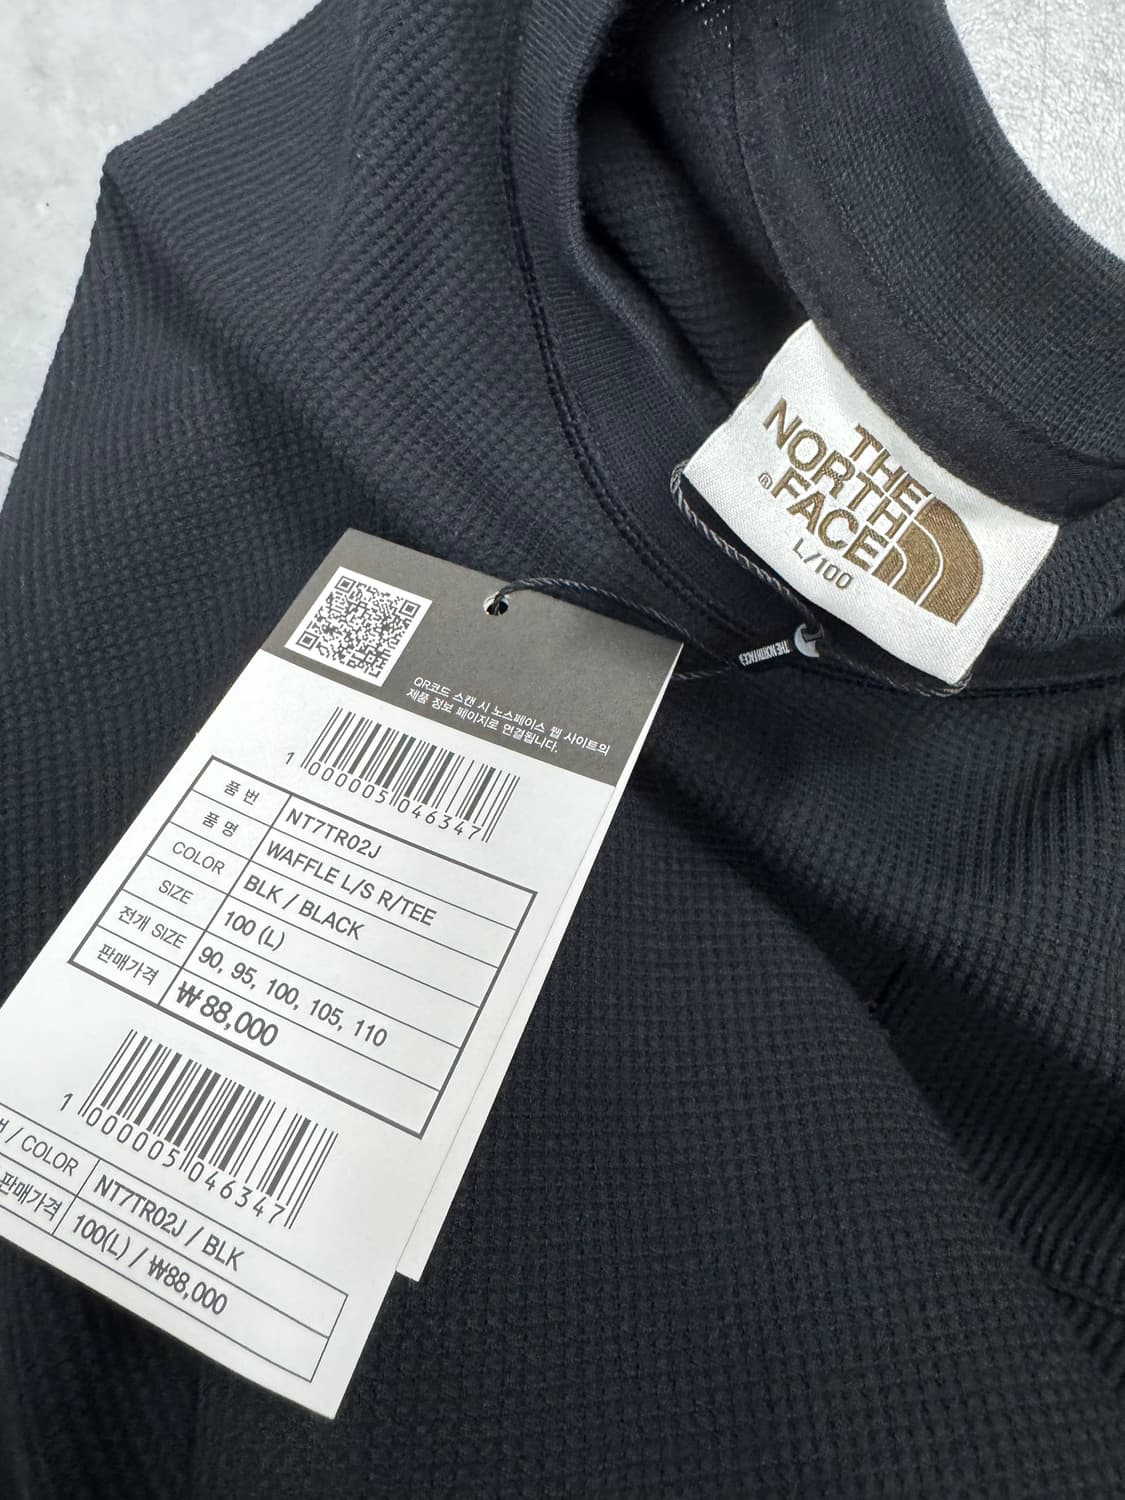 THE
NORTH
FACE
®
L/100
THE NORTH FACE
QR코드 스캔 시 노스페이스 웹 사이트의
제품 정보 페이지로 연결됩니다.
1 000005 046347
품 번 NT7TR02J
품 명 WAFFLE L/S R/TEE
COLOR BLK / BLACK
SIZE 100 (L)
전개 SIZE 90, 95, 100, 105, 110
판매가격 ₩88,000
1 000005 046347
/ COLOR NT7TR02J / BLK
판매가격 100(L) / ₩88,000